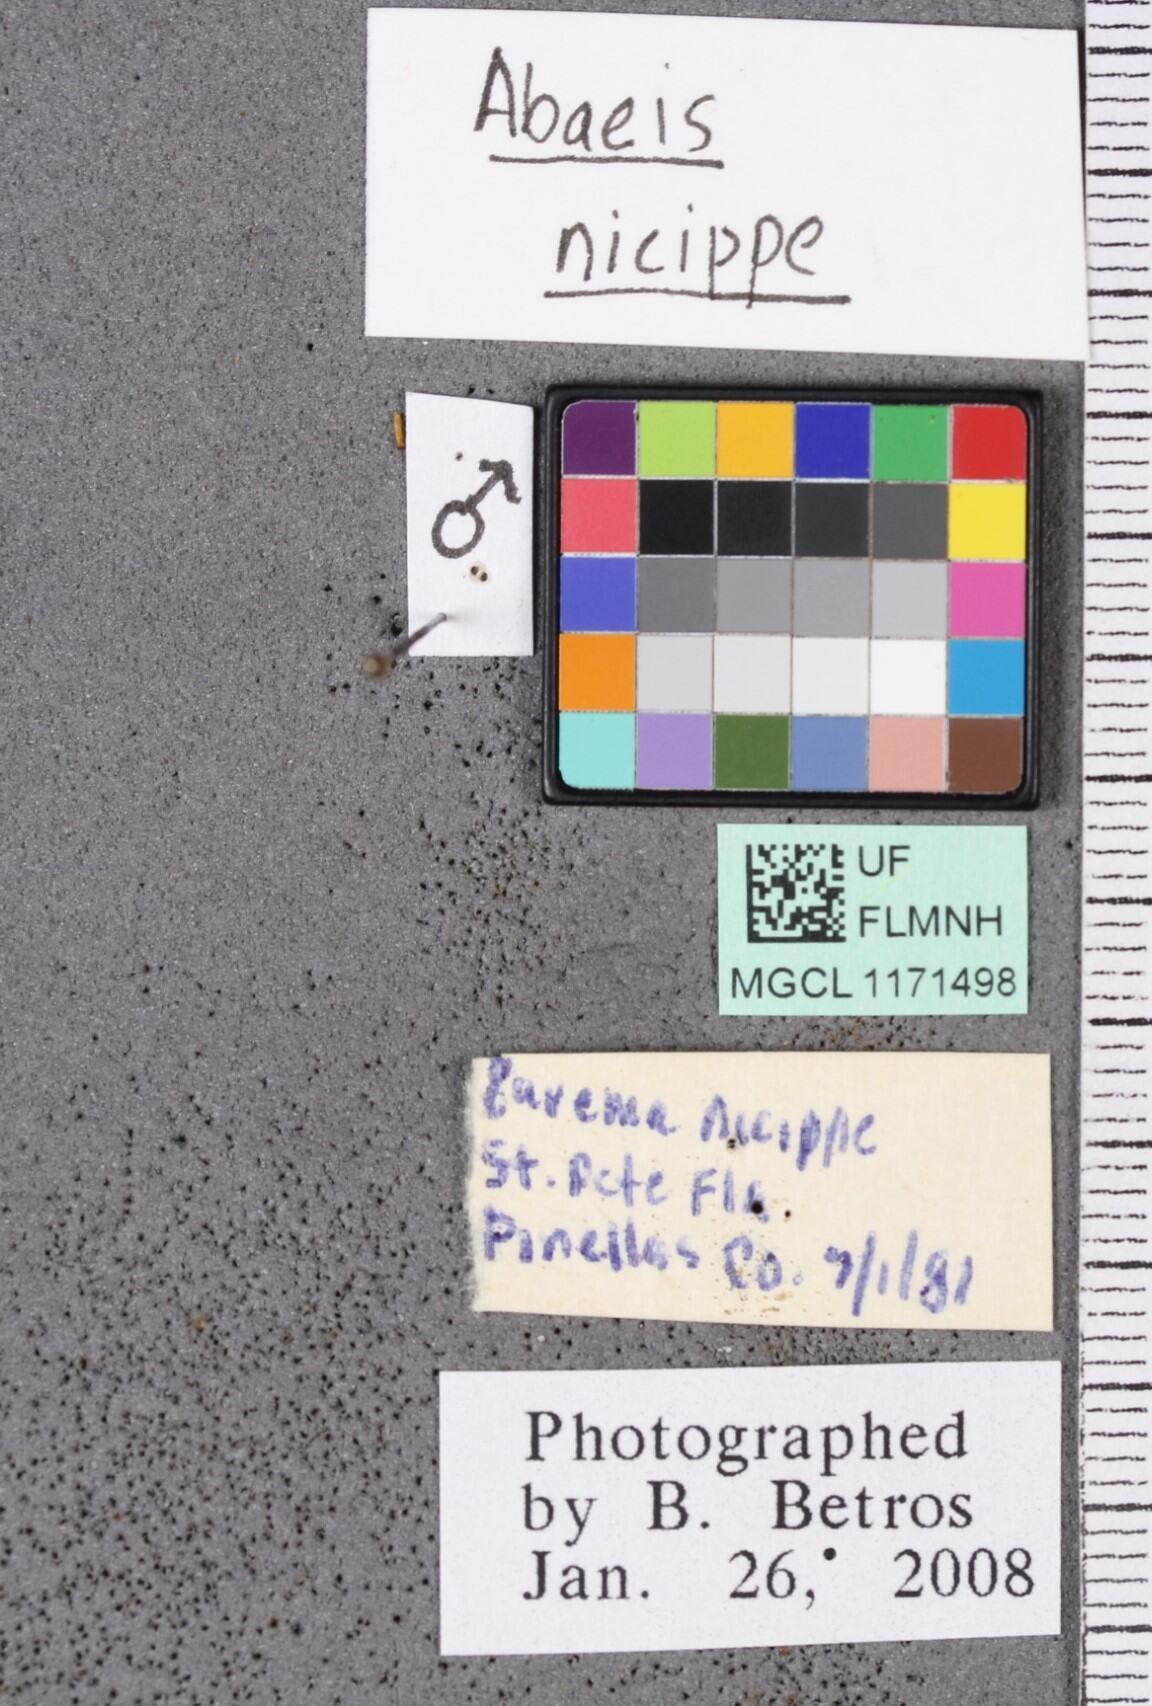 Abaeis
nicippe
♂
UF
FLMNH
MGCL 1171498
Eurema nicippe
St. Pete Fla.
Pinellas Co. 7/1/81
Photographed
by B. Betros
Jan. 26, 2008